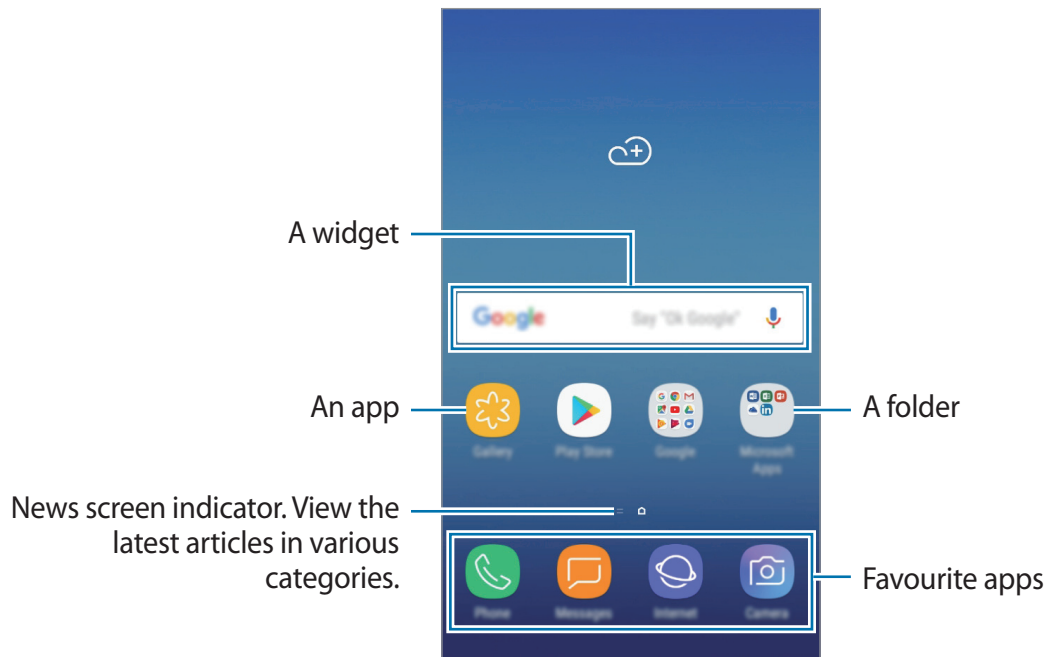 A widget
Google Say "Ok Google"
An app
A folder
Gallery Play Store Google Microsoft
Apps
News screen indicator. View the
latest articles in various
categories.
Favourite apps
Phone Messages Internet Camera